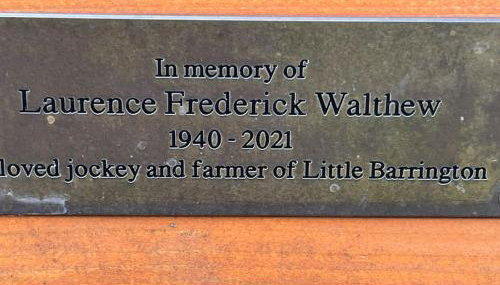 In memory of
Laurence Frederick Walthew
1940 - 2021
loved jockey and farmer of Little Barrington